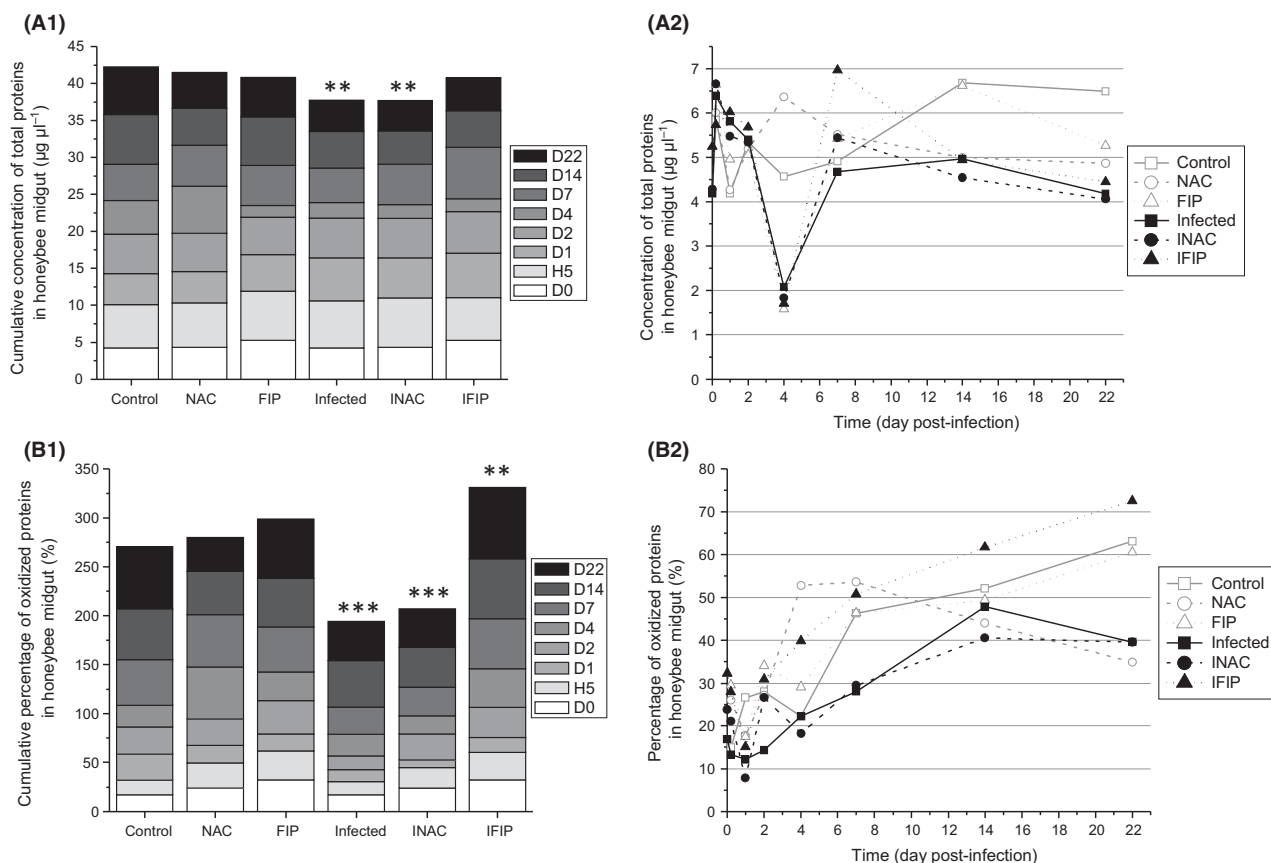 (A1)
Cumulative concentration of total proteins
in honeybee midgut (µg µl⁻¹)
45
40
35
30
25
20
15
10
5
0
** **
D22
D14
D7
D4
D2
D1
H5
D0
Control NAC FIP Infected INAC IFIP
(A2)
Concentration of total proteins
in honeybee midgut (µg µl⁻¹)
7
6
5
4
3
2
1
0
Control
NAC
FIP
Infected
INAC
IFIP
0 2 4 6 8 10 12 14 16 18 20 22
Time (day post-infection)
(B1)
Cumulative percentage of oxidized proteins
in honeybee midgut (%)
350
300
250
200
150
100
50
0
*** *** **
D22
D14
D7
D4
D2
D1
H5
D0
Control NAC FIP Infected INAC IFIP
(B2)
Percentage of oxidized proteins
in honeybee midgut (%)
80
70
60
50
40
30
20
10
0
Control
NAC
FIP
Infected
INAC
IFIP
0 2 4 6 8 10 12 14 16 18 20 22
Time (day post-infection)